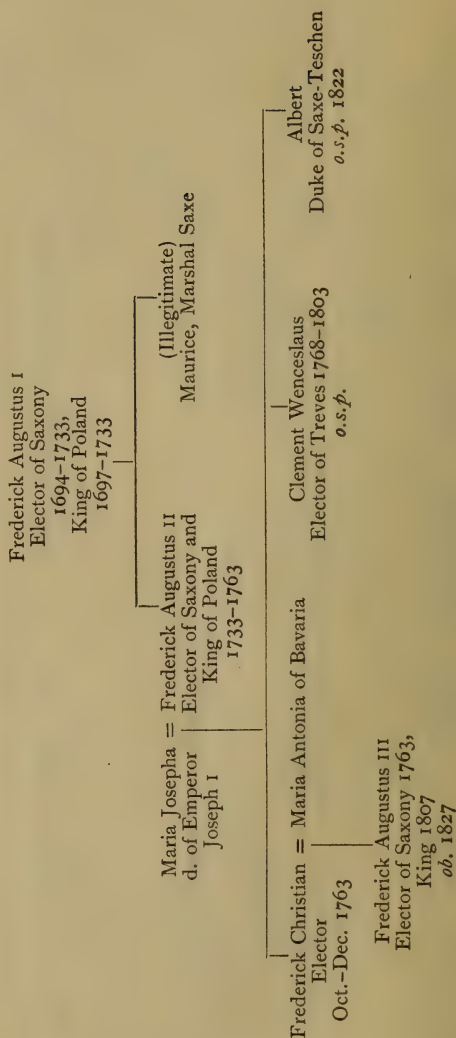 Frederick Augustus I
Elector of Saxony
1694–1733,
King of Poland
1697–1733
(Illegitimate)
Maurice, Marshal Saxe
Maria Josepha = Frederick Augustus II
d. of Emperor Elector of Saxony and
Joseph I King of Poland
1733–1763
Frederick Christian = Maria Antonia of Bavaria
Elector
Oct.–Dec. 1763
Clement Wenceslaus
Elector of Treves 1768–1803
o.s.p.
Albert
Duke of Saxe-Teschen
o.s.p. 1822
Frederick Augustus III
Elector of Saxony 1763,
King 1807
ob. 1827